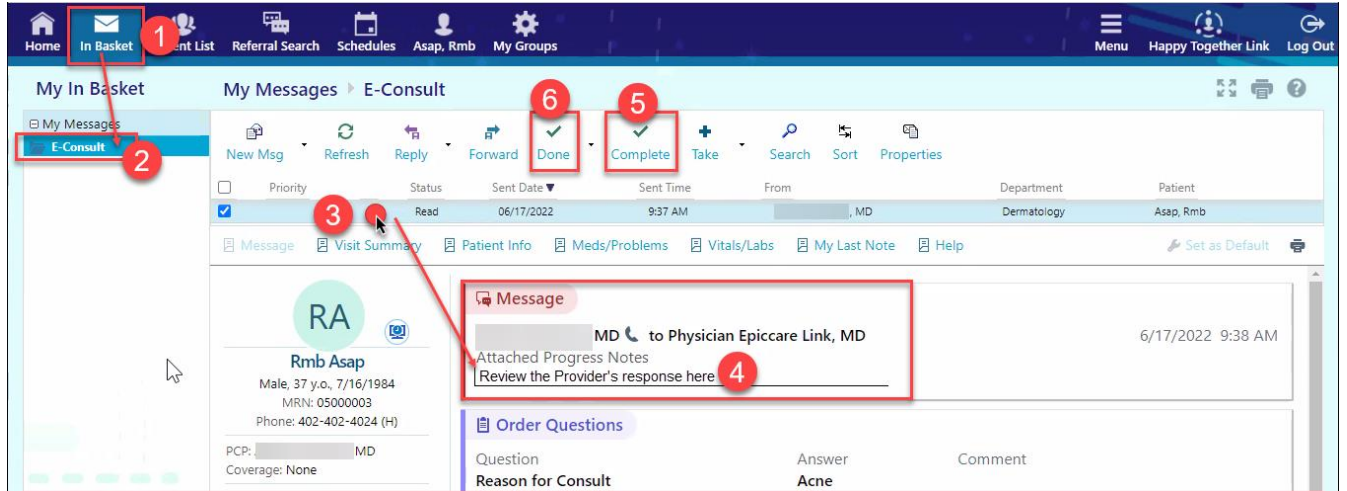 Home In Basket 1 ent List Referral Search Schedules Asap, Rmb My Groups Menu Happy Together Link Log Out
My In Basket
My Messages
E-Consult
2
My Messages E-Consult
6 5
New Msg Refresh Reply Forward Done Complete Take Search Sort Properties
Priority Status Sent Date Sent Time From Department Patient
3 Read 06/17/2022 9:37 AM , MD Dermatology Asap, Rmb
Message Visit Summary Patient Info Meds/Problems Vitals/Labs My Last Note Help Set as Default
RA
Rmb Asap
Male, 37 y.o., 7/16/1984
MRN: 05000003
Phone: 402-402-4024 (H)
PCP: MD
Coverage: None
Message
MD to Physician Epiccare Link, MD 6/17/2022 9:38 AM
Attached Progress Notes
Review the Provider's response here 4
Order Questions
Question Answer Comment
Reason for Consult Acne